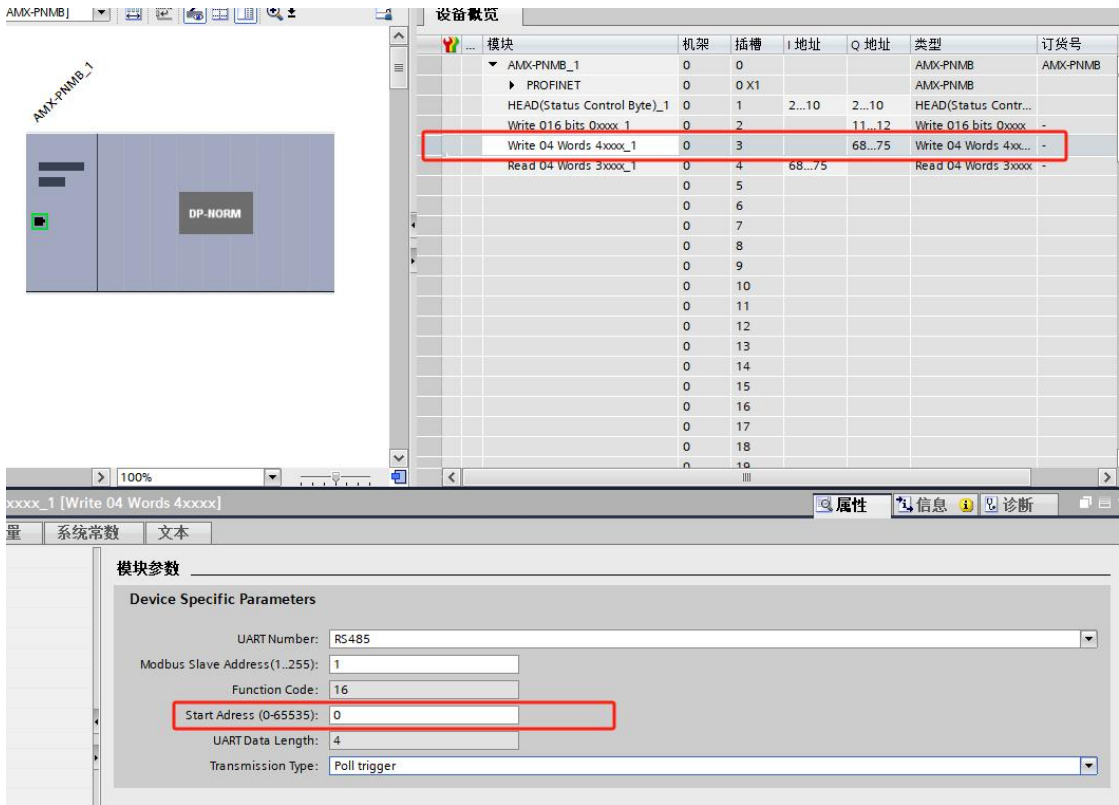 AMX-PNMB]
设备概览
... 模块 机架 插槽 I 地址 Q 地址 类型 订货号
AMX-PNMB_1 0 0 AMX-PNMB AMX-PNMB
PROFINET 0 0 X1 AMX-PNMB
HEAD(Status Control Byte)_1 0 1 2...10 2...10 HEAD(Status Contr...
Write 016 bits 0xxxx_1 0 2 11...12 Write 016 bits 0xxxx -
Write 04 Words 4xxxx_1 0 3 68...75 Write 04 Words 4xx... -
Read 04 Words 3xxxx_1 0 4 68...75 Read 04 Words 3xxxx -
0 5
0 6
0 7
0 8
0 9
0 10
0 11
0 12
0 13
0 14
0 15
0 16
0 17
0 18
0 19
AMX-PNMB_1
DP-NORM
100%
xxxx_1 [Write 04 Words 4xxxx]
属性 信息 诊断
量 系统常数 文本
模块参数
Device Specific Parameters
UART Number: RS485
Modbus Slave Address(1..255): 1
Function Code: 16
Start Adress (0-65535): 0
UART Data Length: 4
Transmission Type: Poll trigger